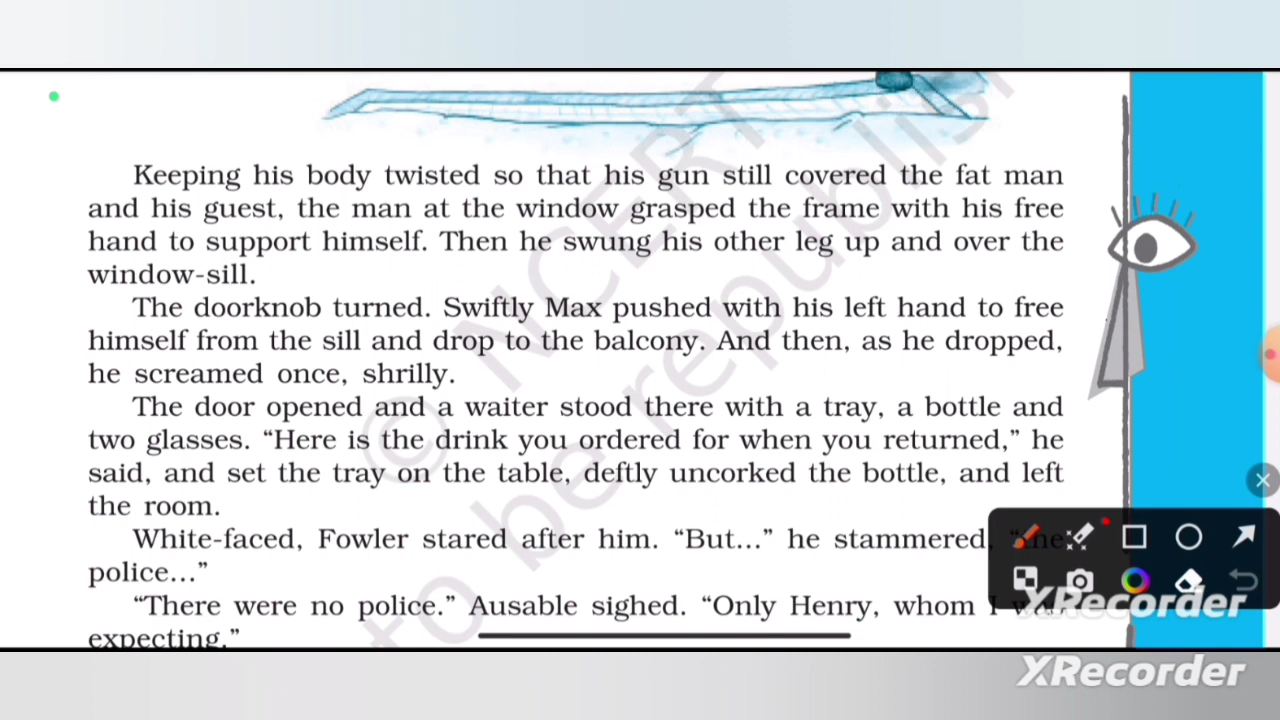 Keeping his body twisted so that his gun still covered the fat man
and his guest, the man at the window grasped the frame with his free
hand to support himself. Then he swung his other leg up and over the
window-sill.
The doorknob turned. Swiftly Max pushed with his left hand to free
himself from the sill and drop to the balcony. And then, as he dropped,
he screamed once, shrilly.
The door opened and a waiter stood there with a tray, a bottle and
two glasses. “Here is the drink you ordered for when you returned,” he
said, and set the tray on the table, deftly uncorked the bottle, and left
the room.
White-faced, Fowler stared after him. “But...” he stammered, “the
police...”
“There were no police.” Ausable sighed. “Only Henry, whom I was
expecting.”
© NCERT
to be republis
XRecorder
XRecorder